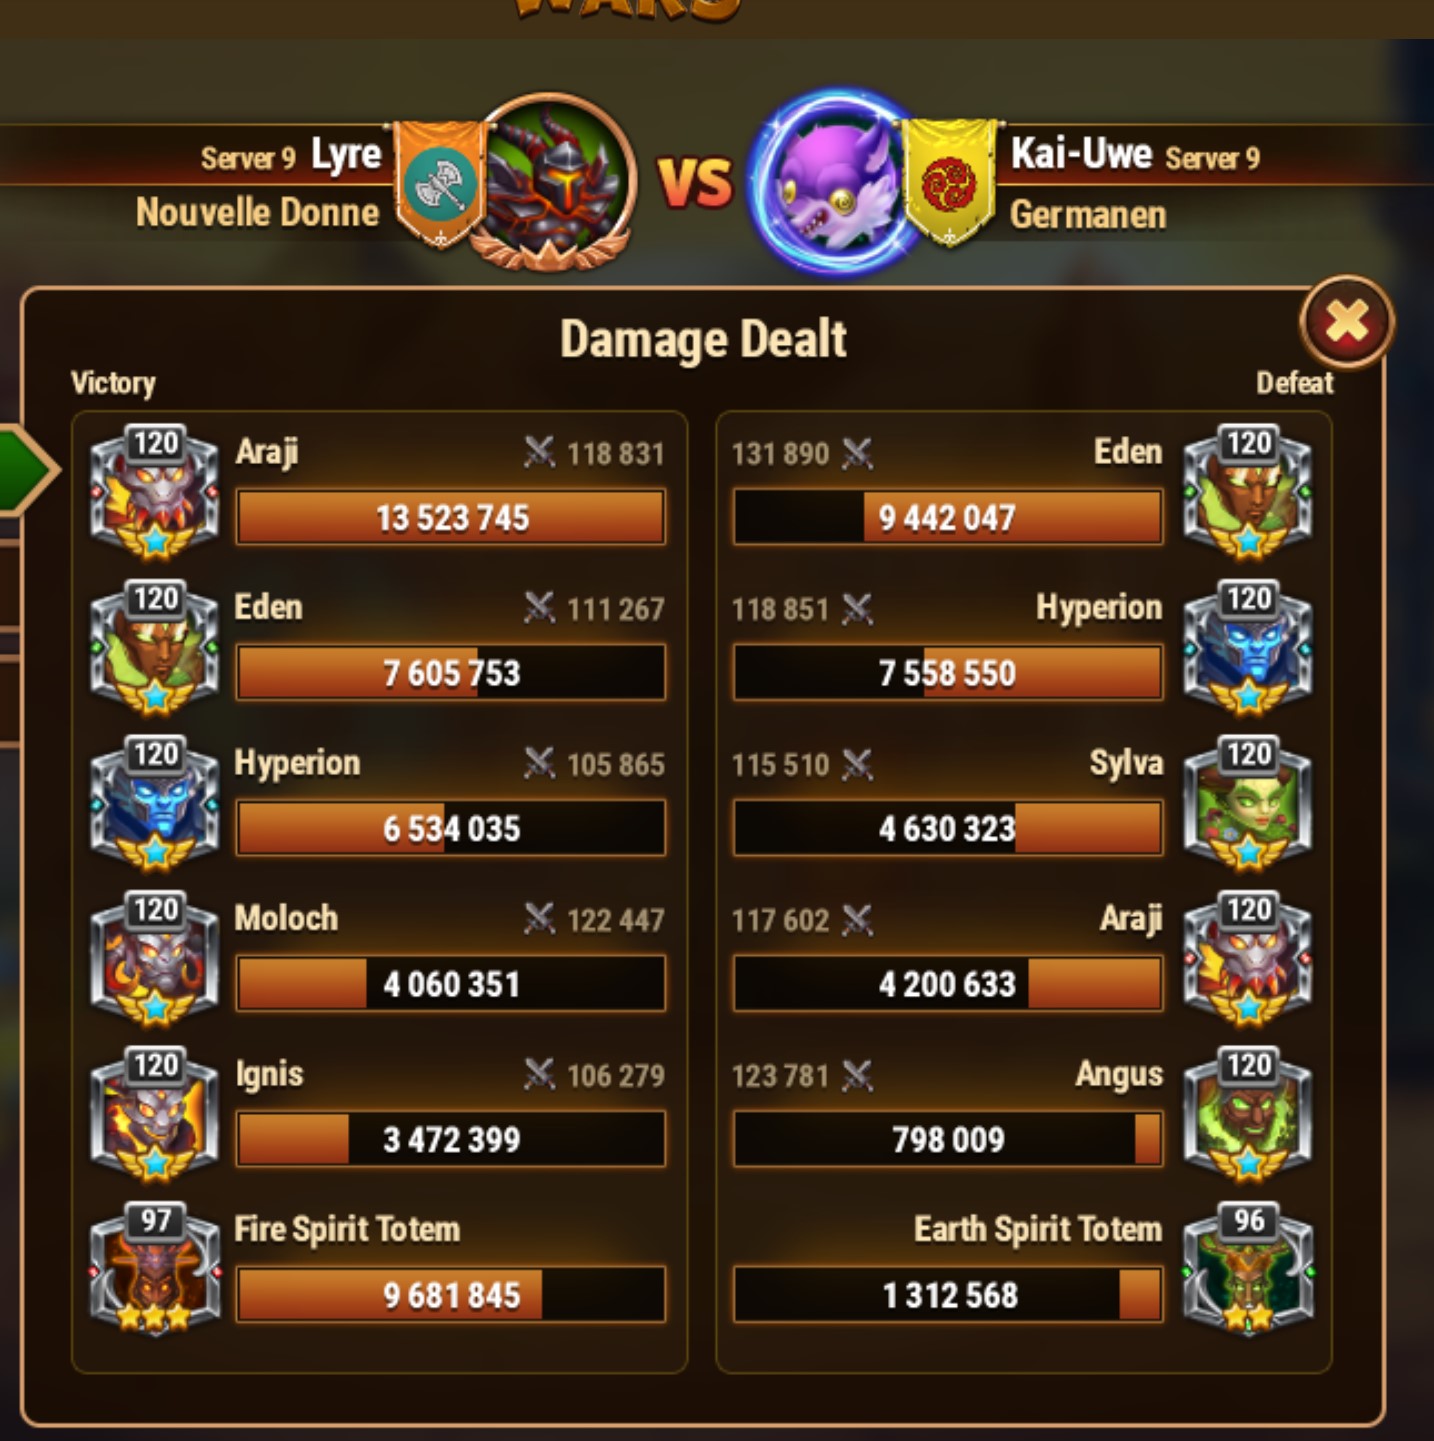 WARS
Server 9 Lyre
Nouvelle Donne
VS
Kai-Uwe Server 9
Germanen
Damage Dealt
Victory
Defeat
120 Araji 118 831
13 523 745
131 890 Eden 120
9 442 047
120 Eden 111 267
7 605 753
118 851 Hyperion 120
7 558 550
120 Hyperion 105 865
6 534 035
115 510 Sylva 120
4 630 323
120 Moloch 122 447
4 060 351
117 602 Araji 120
4 200 633
120 Ignis 106 279
3 472 399
123 781 Angus 120
798 009
97 Fire Spirit Totem
9 681 845
Earth Spirit Totem 96
1 312 568